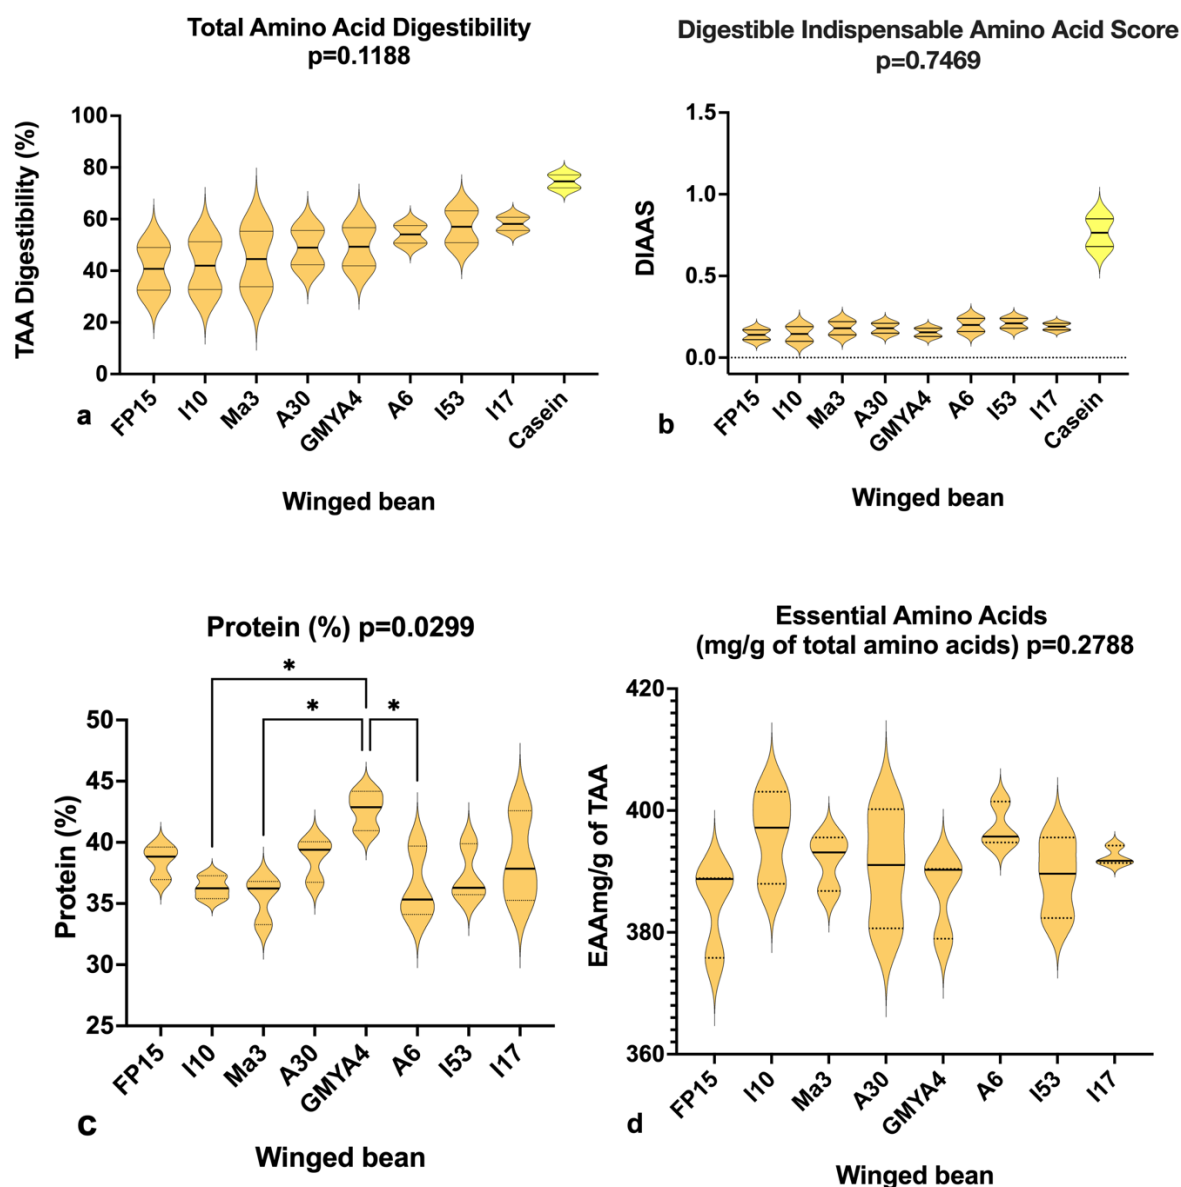 Total Amino Acid Digestibility
p=0.1188
TAA Digestibility (%)
100
80
60
40
20
0
FP15
I10
Ma3
A30
GMYA4
A6
I53
I17
Casein
a
Winged bean
Digestible Indispensable Amino Acid Score
p=0.7469
DIAAS
1.5
1.0
0.5
0.0
FP15
I10
Ma3
A30
GMYA4
A6
I53
I17
Casein
b
Winged bean
Protein (%) p=0.0299
*
* *
Protein (%)
50
45
40
35
30
25
FP15
I10
Ma3
A30
GMYA4
A6
I53
I17
c
Winged bean
Essential Amino Acids
(mg/g of total amino acids) p=0.2788
EAAmg/g of TAA
420
400
380
360
FP15
I10
Ma3
A30
GMYA4
A6
I53
I17
d
Winged bean